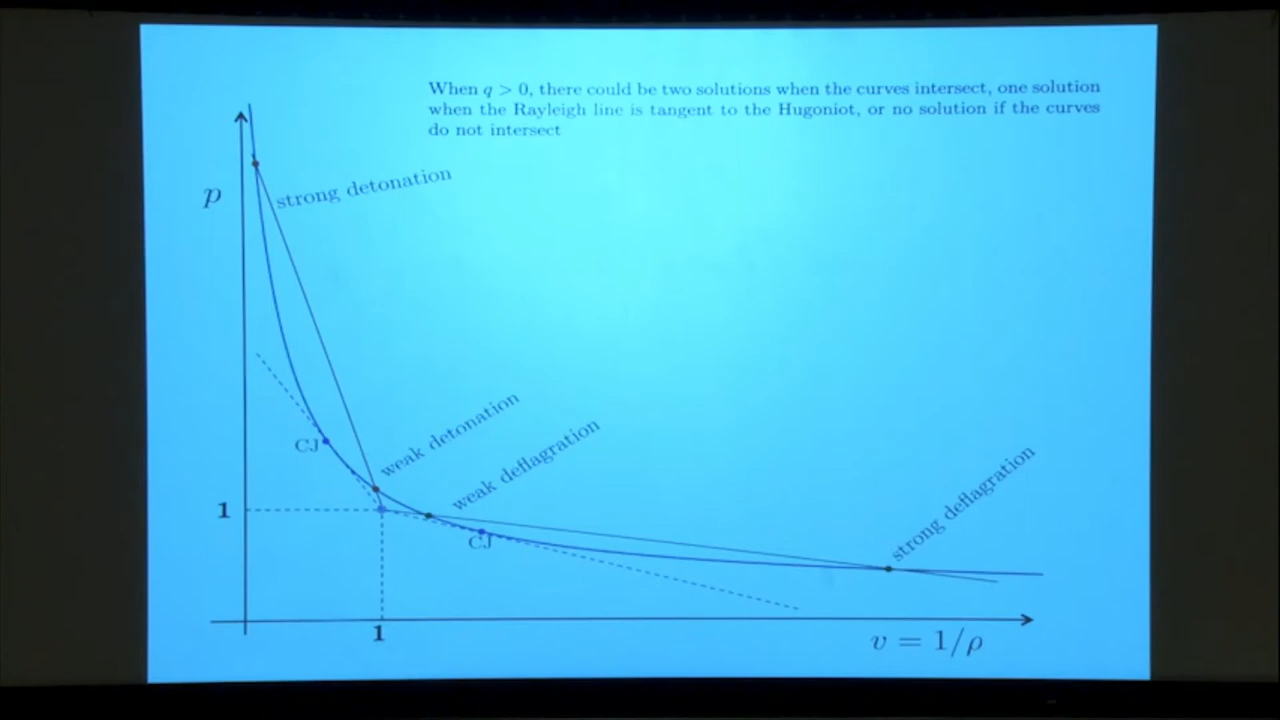 When q > 0, there could be two solutions when the curves intersect, one solution
when the Rayleigh line is tangent to the Hugoniot, or no solution if the curves
do not intersect
p
strong detonation
weak detonation
CJ
weak deflagration
strong deflagration
1
CJ
1
v = 1/ρ